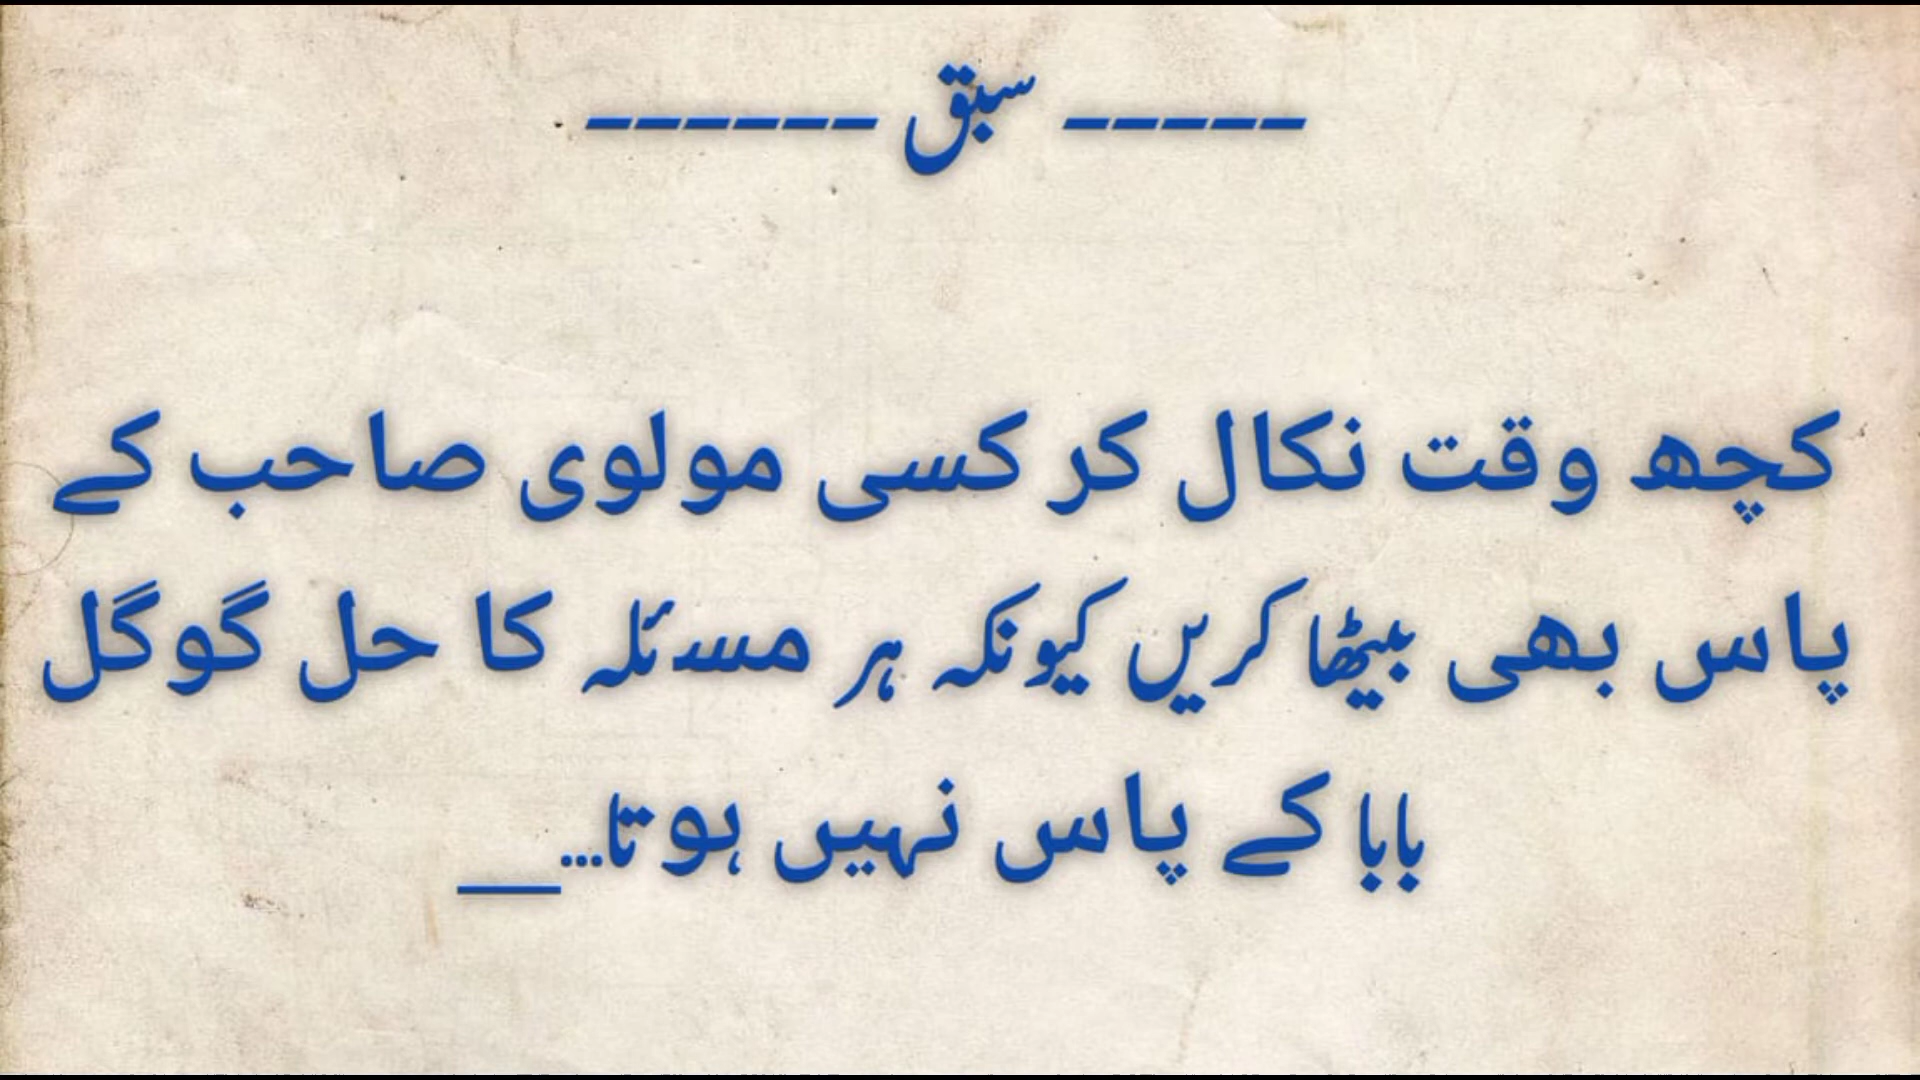 ----- سبق ------
کچھ وقت نکال کر کسی مولوی صاحب کے
پاس بھی بیٹھا کریں کیونکہ ہر مسئلہ کا حل گوگل
بابا کے پاس نہیں ہوتا...__